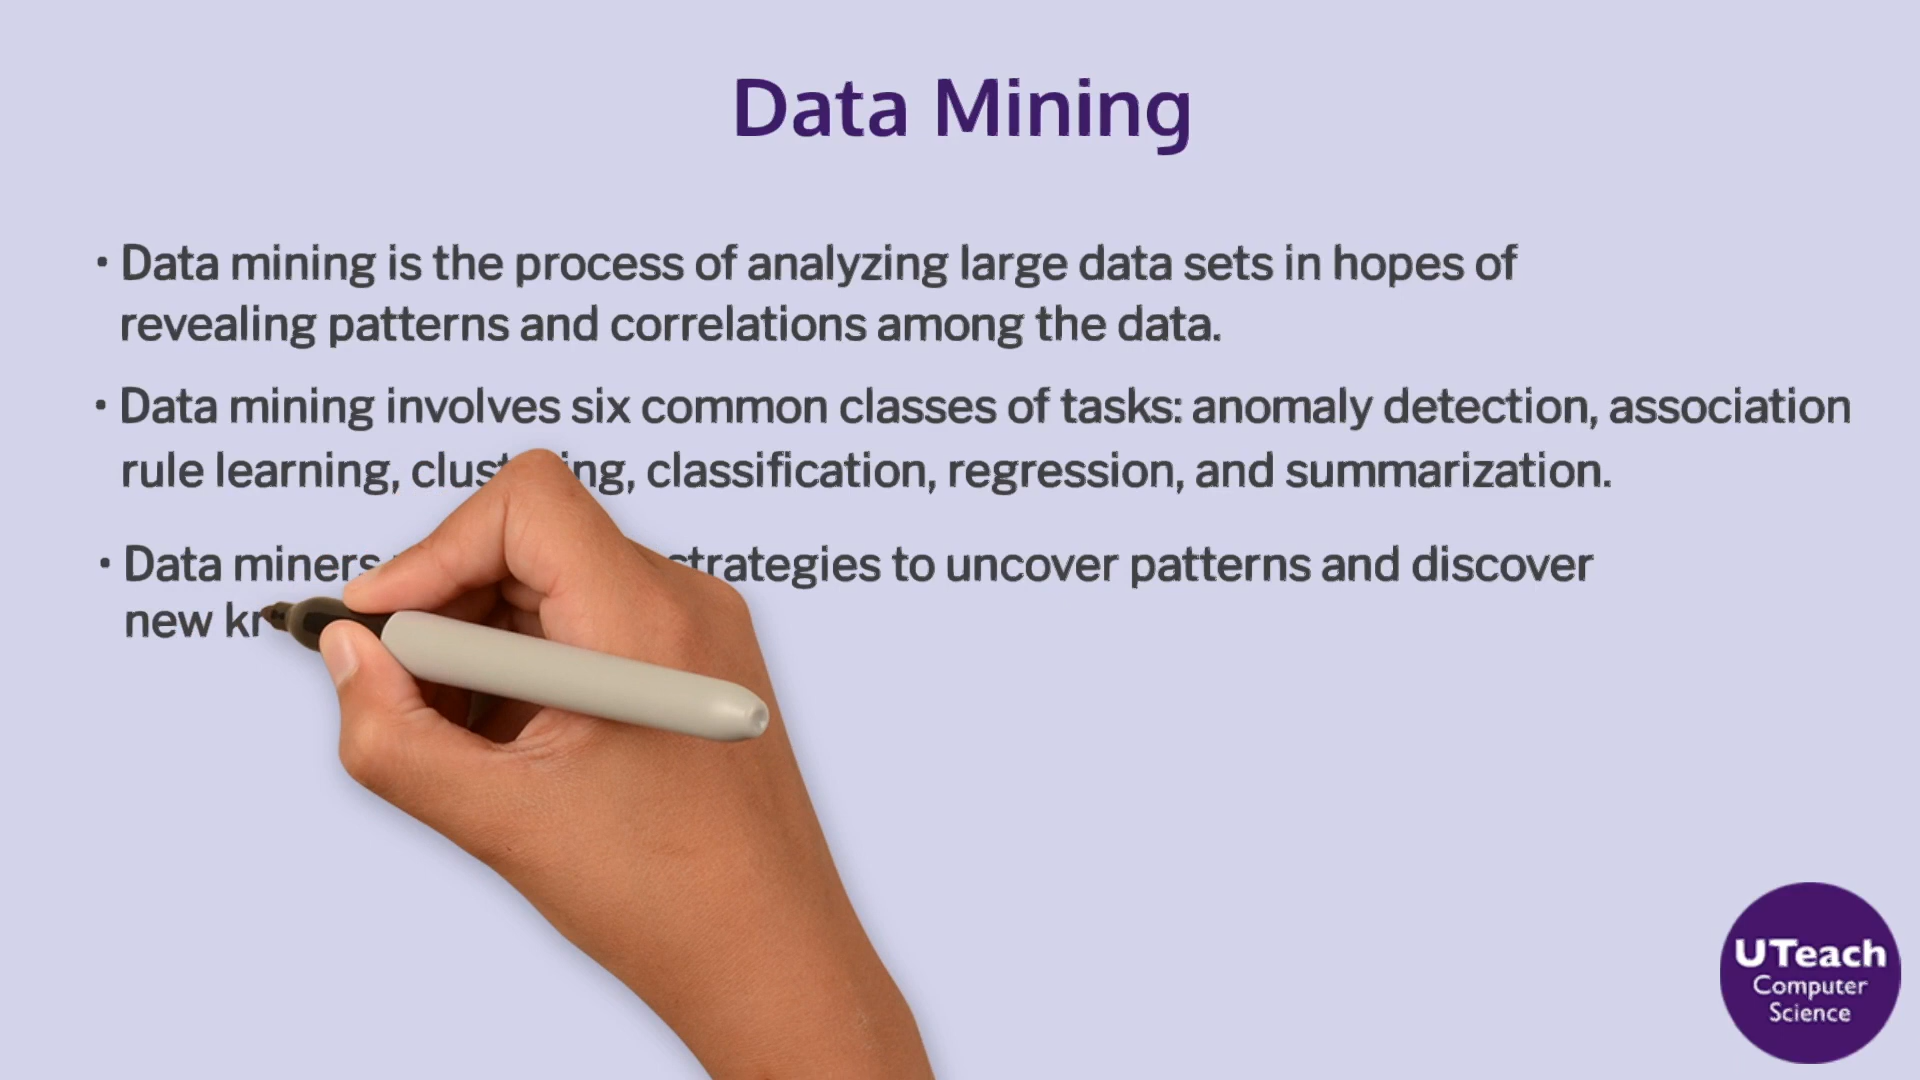 Data Mining
• Data mining is the process of analyzing large data sets in hopes of
revealing patterns and correlations among the data.
• Data mining involves six common classes of tasks: anomaly detection, association
rule learning, clustering, classification, regression, and summarization.
• Data miners strategies to uncover patterns and discover
new
UTeach
Computer
Science